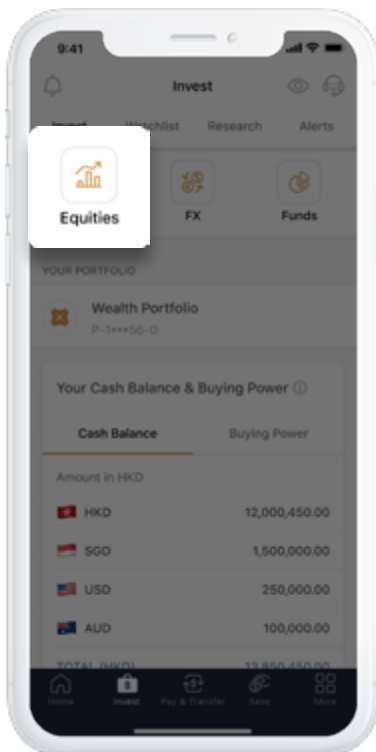 9:41
Invest
Invest Watchlist Research Alerts
Equities FX Funds
YOUR PORTFOLIO
Wealth Portfolio
P-1•••56-0
Your Cash Balance & Buying Power
Cash Balance Buying Power
Amount in HKD
HKD 12,000,450.00
SGD 1,500,000.00
USD 250,000.00
AUD 100,000.00
TOTAL (HKD) 13,850,450.00
Home Invest Pay & Transfer Save More